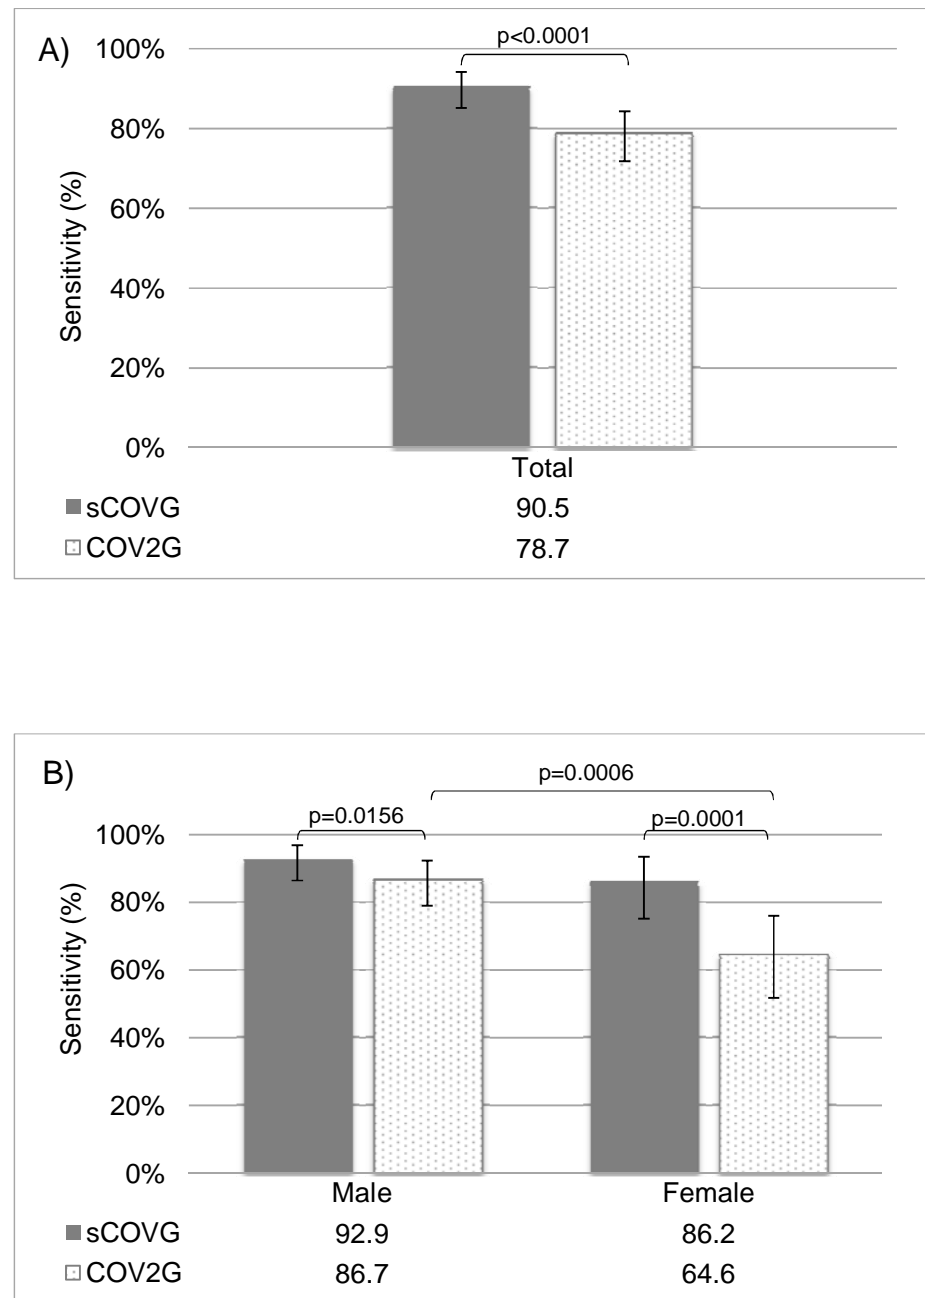 A)
p<0.0001
100%
80%
60%
40%
20%
0%
Sensitivity (%)
Total
sCOVG 90.5
COV2G 78.7
B)
p=0.0006
p=0.0156 p=0.0001
100%
80%
60%
40%
20%
0%
Sensitivity (%)
Male Female
sCOVG 92.9 86.2
COV2G 86.7 64.6